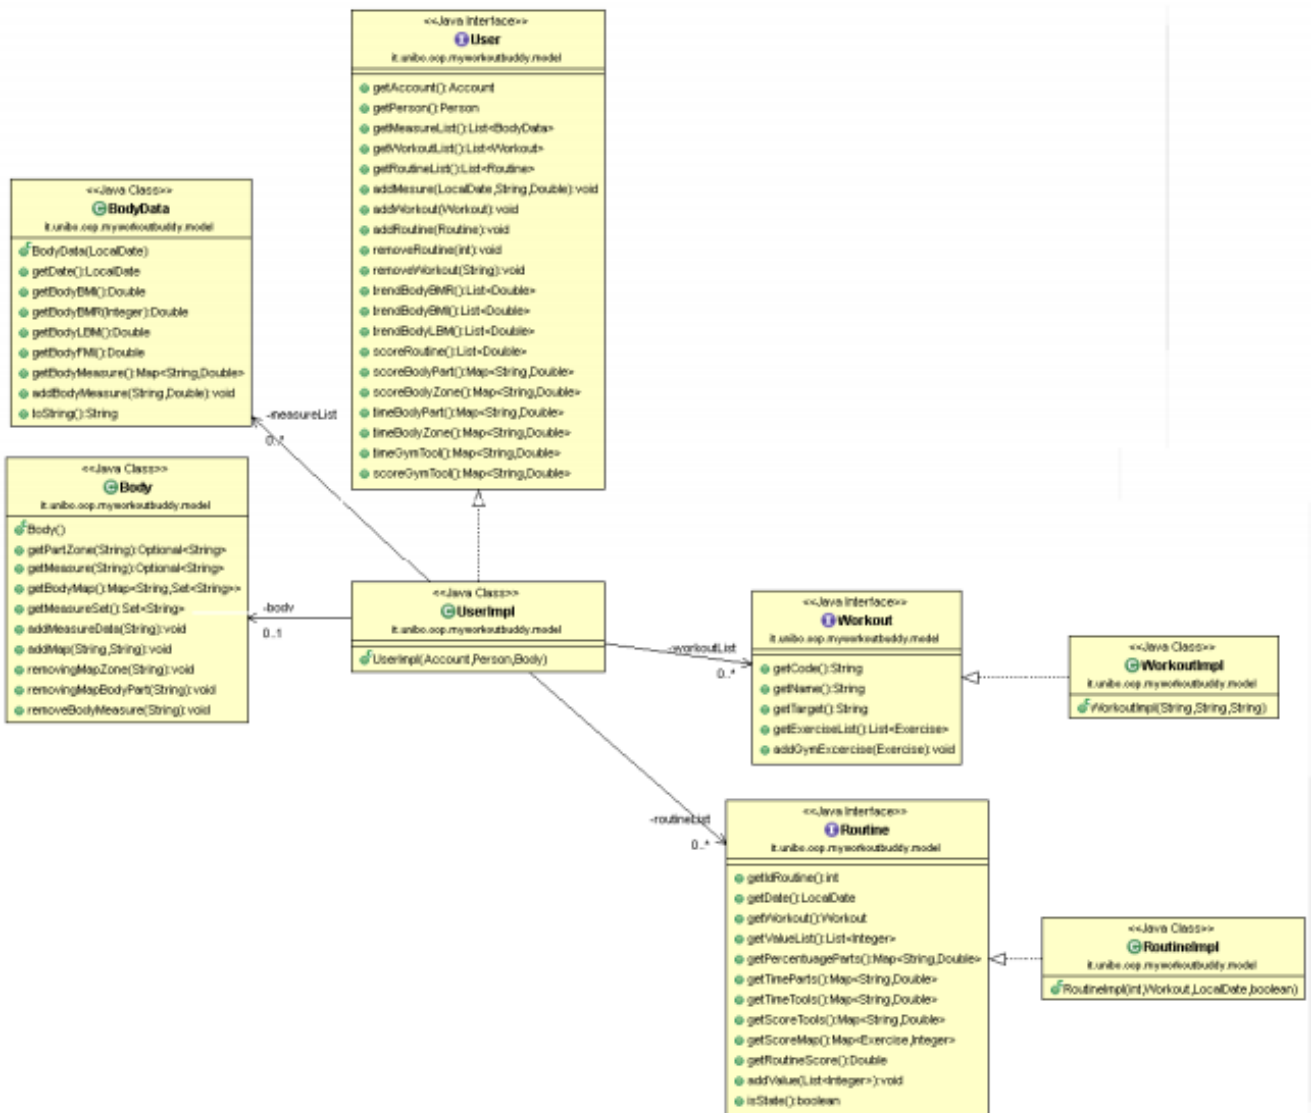 <<Java Interface>>
User
it.unibo.oop.myworkoutbuddy.model
getAccount():Account
getPerson():Person
getMeasureList():List<BodyData>
getWorkoutList():List<Workout>
getRoutineList():List<Routine>
addMesure(LocalDate,String,Double):void
addWorkout(Workout):void
addRoutine(Routine):void
removeRoutine(int):void
removeWorkout(String):void
trendBodyBMR():List<Double>
trendBodyBMI():List<Double>
trendBodyLBM():List<Double>
scoreRoutine():List<Double>
scoreBodyPart():Map<String,Double>
scoreBodyZone():Map<String,Double>
timeBodyPart():Map<String,Double>
timeBodyZone():Map<String,Double>
timeGymTool():Map<String,Double>
scoreGymTool():Map<String,Double>
<<Java Class>>
BodyData
it.unibo.oop.myworkoutbuddy.model
BodyData(LocalDate)
getDate():LocalDate
getBodyBMI():Double
getBodyBMR(Integer):Double
getBodyLBM():Double
getBodyFMI():Double
getBodyMeasure():Map<String,Double>
addBodyMeasure(String,Double):void
toString():String
-measureList
0..*
<<Java Class>>
Body
it.unibo.oop.myworkoutbuddy.model
Body()
getPartZone(String):Optional<String>
getMeasure(String):Optional<String>
getBodyMap():Map<String,Set<String>>
getMeasureSet():Set<String>
addMeasureData(String):void
addMap(String,String):void
removingMapZone(String):void
removingMapBodyPart(String):void
removeBodyMeasure(String):void
-body
0..1
<<Java Class>>
UserImpl
it.unibo.oop.myworkoutbuddy.model
UserImpl(Account,Person,Body)
-workoutList
0..*
<<Java Interface>>
Workout
it.unibo.oop.myworkoutbuddy.model
getCode():String
getName():String
getTarget():String
getExerciseList():List<Exercise>
addGymExcercise(Exercise):void
<<Java Class>>
WorkoutImpl
it.unibo.oop.myworkoutbuddy.model
WorkoutImpl(String,String,String)
-routineList
0..*
<<Java Interface>>
Routine
it.unibo.oop.myworkoutbuddy.model
getIdRoutine():int
getDate():LocalDate
getWorkout():Workout
getValueList():List<Integer>
getPercentuageParts():Map<String,Double>
getTimeParts():Map<String,Double>
getTimeTools():Map<String,Double>
getScoreTools():Map<String,Double>
getScoreMap():Map<Exercise,Integer>
getRoutineScore():Double
addValue(List<Integer>):void
isState():boolean
<<Java Class>>
RoutineImpl
it.unibo.oop.myworkoutbuddy.model
RoutineImpl(int,Workout,LocalDate,boolean)